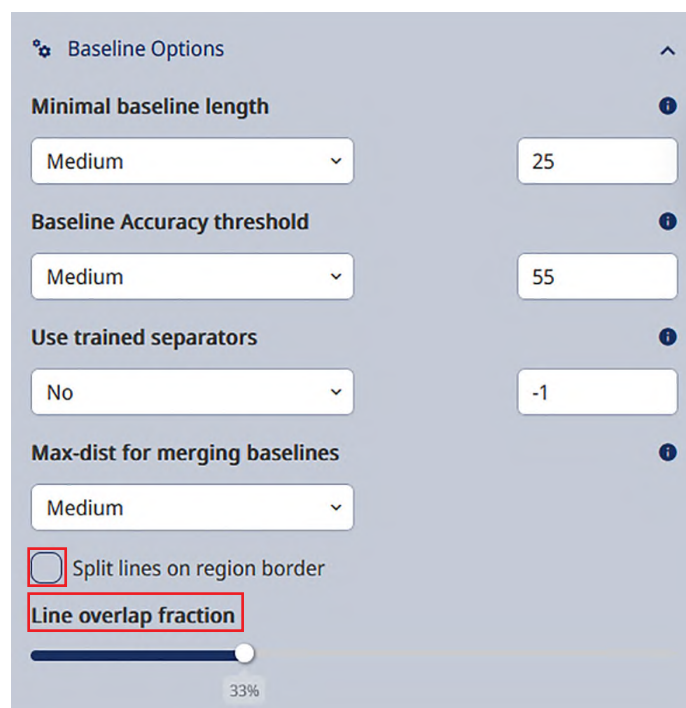 Baseline Options
Minimal baseline length
Medium 25
Baseline Accuracy threshold
Medium 55
Use trained separators
No -1
Max-dist for merging baselines
Medium
Split lines on region border
Line overlap fraction
33%